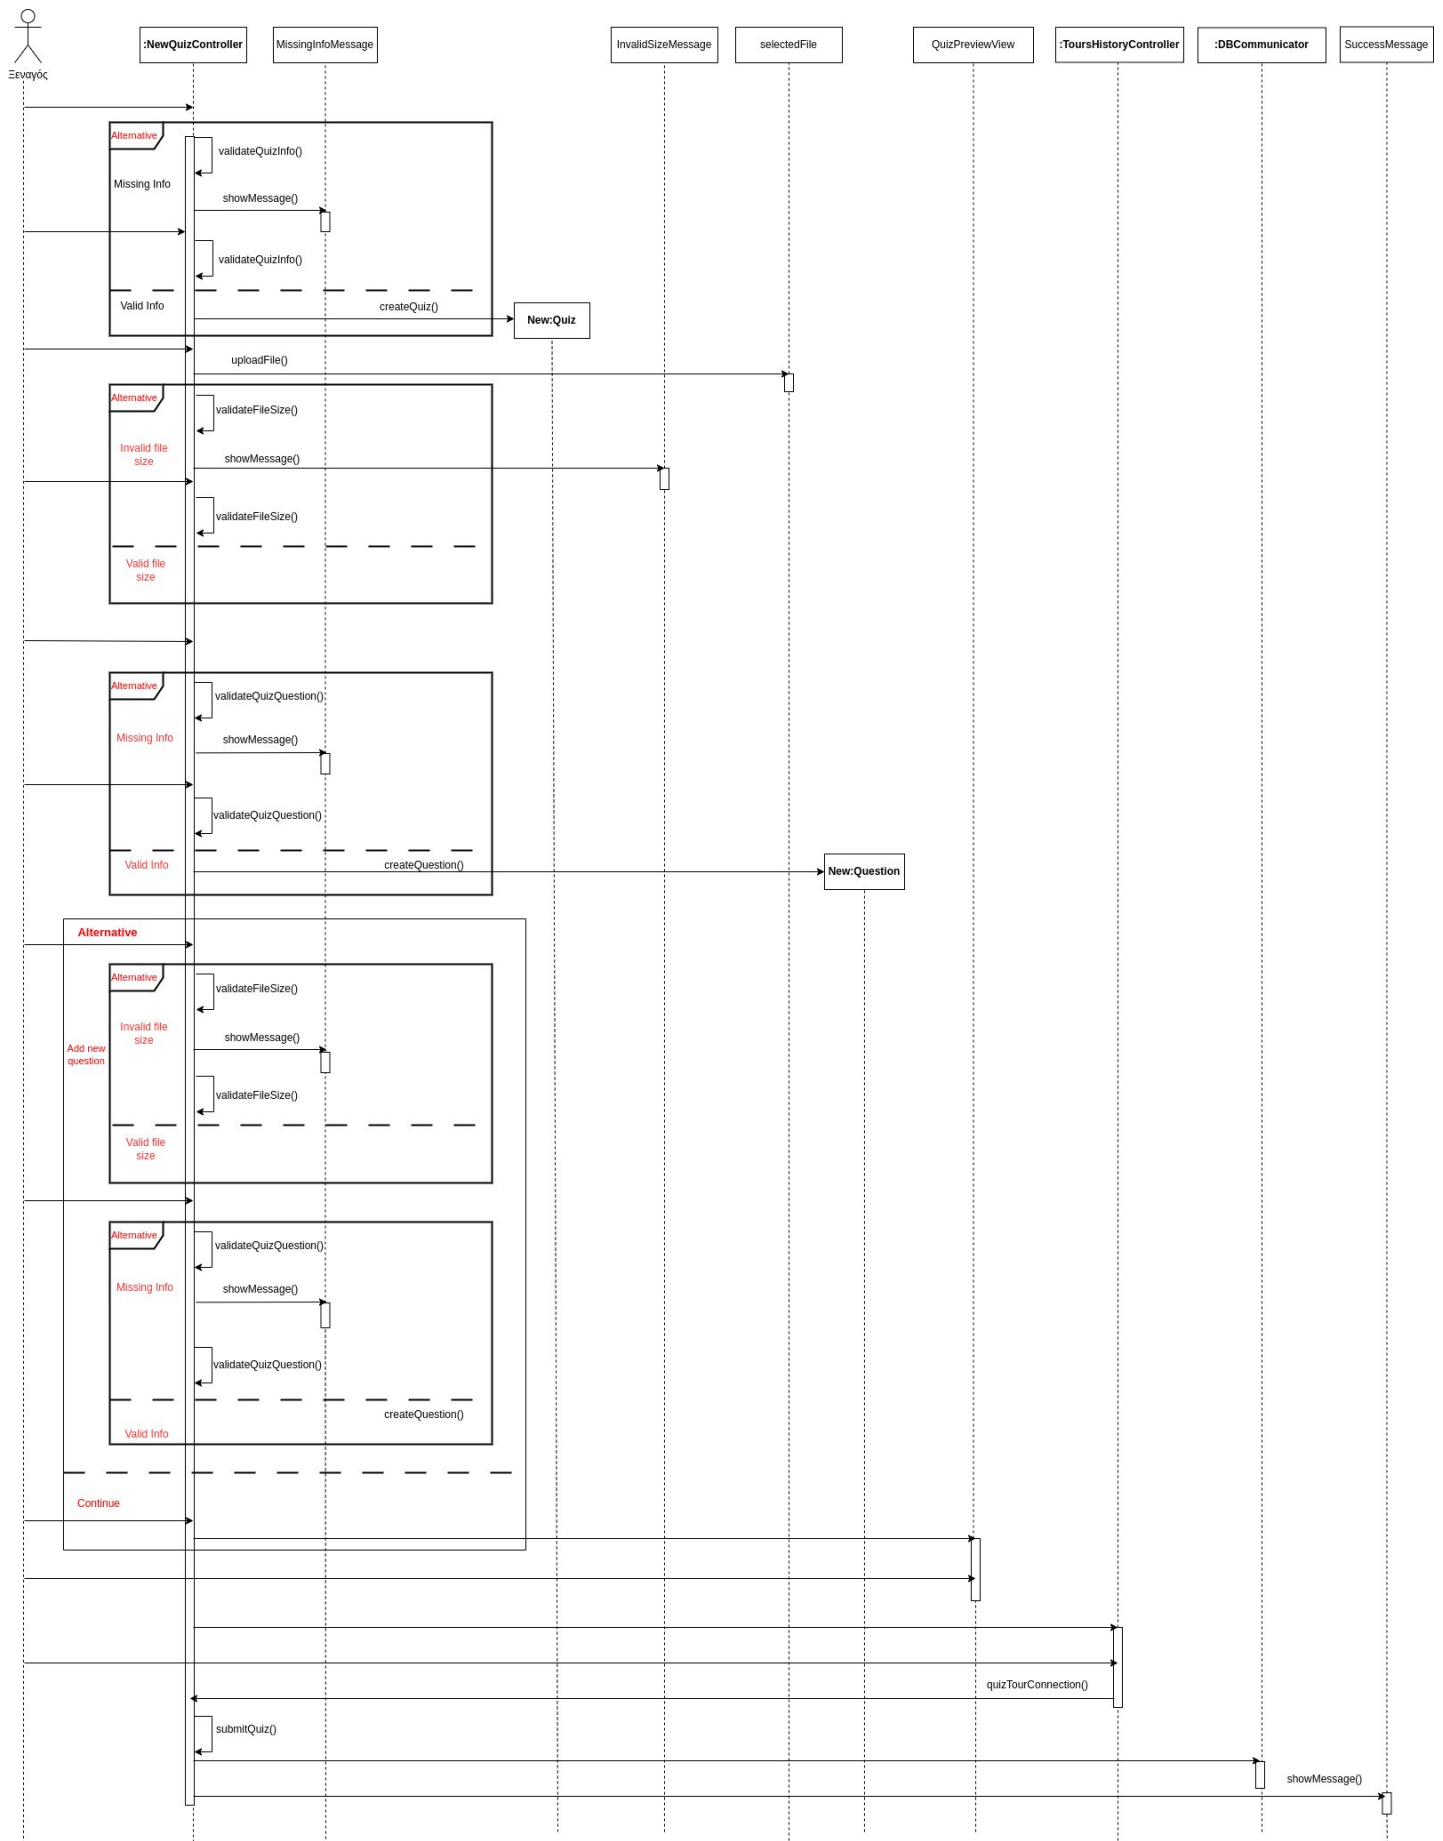 Ξεναγός
:NewQuizController
MissingInfoMessage
InvalidSizeMessage
selectedFile
QuizPreviewView
:ToursHistoryController
:DBCommunicator
SuccessMessage
Alternative
validateQuizInfo()
Missing Info
showMessage()
validateQuizInfo()
Valid Info
createQuiz()
New:Quiz
uploadFile()
Alternative
validateFileSize()
Invalid file
size
showMessage()
validateFileSize()
Valid file
size
Alternative
validateQuizQuestion()
Missing Info
showMessage()
validateQuizQuestion()
Valid Info
createQuestion()
New:Question
Alternative
Alternative
validateFileSize()
Invalid file
size
showMessage()
Add new
question
validateFileSize()
Valid file
size
Alternative
validateQuizQuestion()
Missing Info
showMessage()
validateQuizQuestion()
createQuestion()
Valid Info
Continue
quizTourConnection()
submitQuiz()
showMessage()